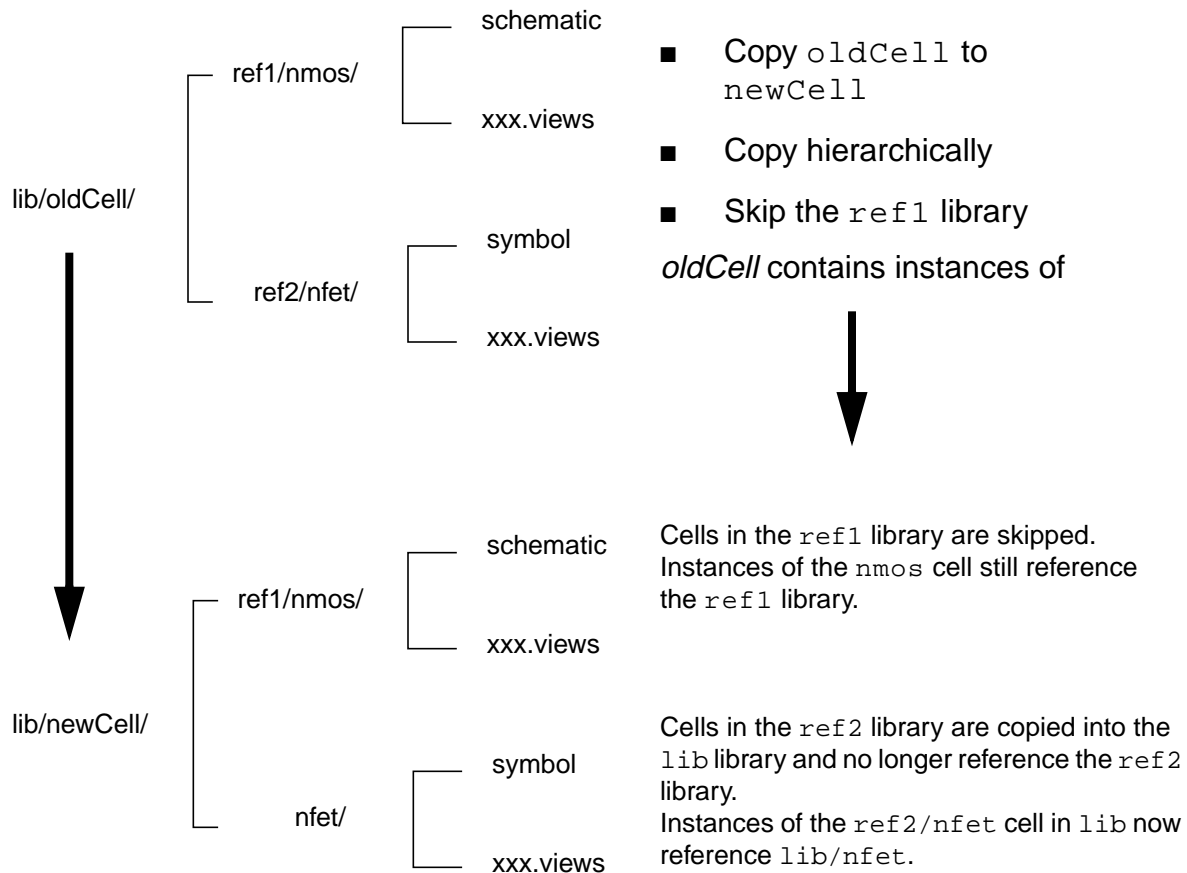 schematic
ref1/nmos/
xxx.views
lib/oldCell/
symbol
ref2/nfet/
xxx.views
■ Copy oldCell to
newCell
■ Copy hierarchically
■ Skip the ref1 library
oldCell contains instances of
schematic
ref1/nmos/
xxx.views
lib/newCell/
symbol
nfet/
xxx.views
Cells in the ref1 library are skipped.
Instances of the nmos cell still reference
the ref1 library.
Cells in the ref2 library are copied into the
lib library and no longer reference the ref2
library.
Instances of the ref2/nfet cell in lib now
reference lib/nfet.